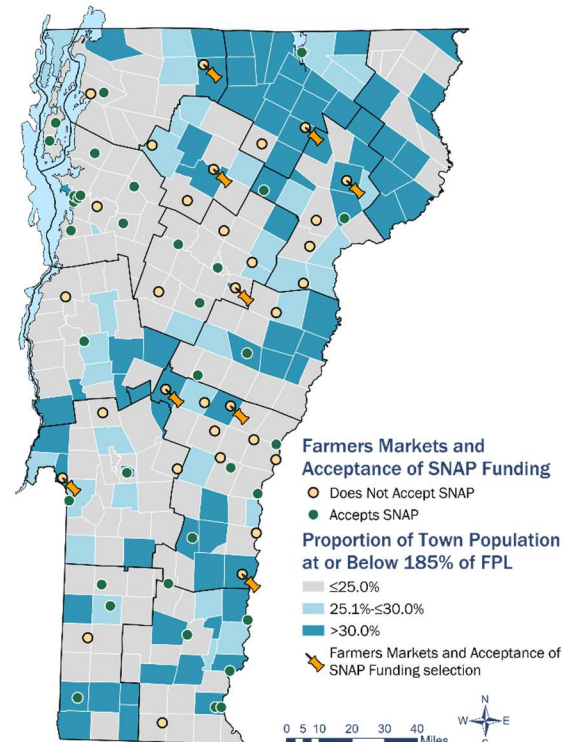 Farmers Markets and
Acceptance of SNAP Funding
Does Not Accept SNAP
Accepts SNAP
Proportion of Town Population
at or Below 185% of FPL
≤25.0%
25.1%-≤30.0%
>30.0%
Farmers Markets and Acceptance of
SNAP Funding selection
N
W E
S
0 5 10 20 30 40
Miles